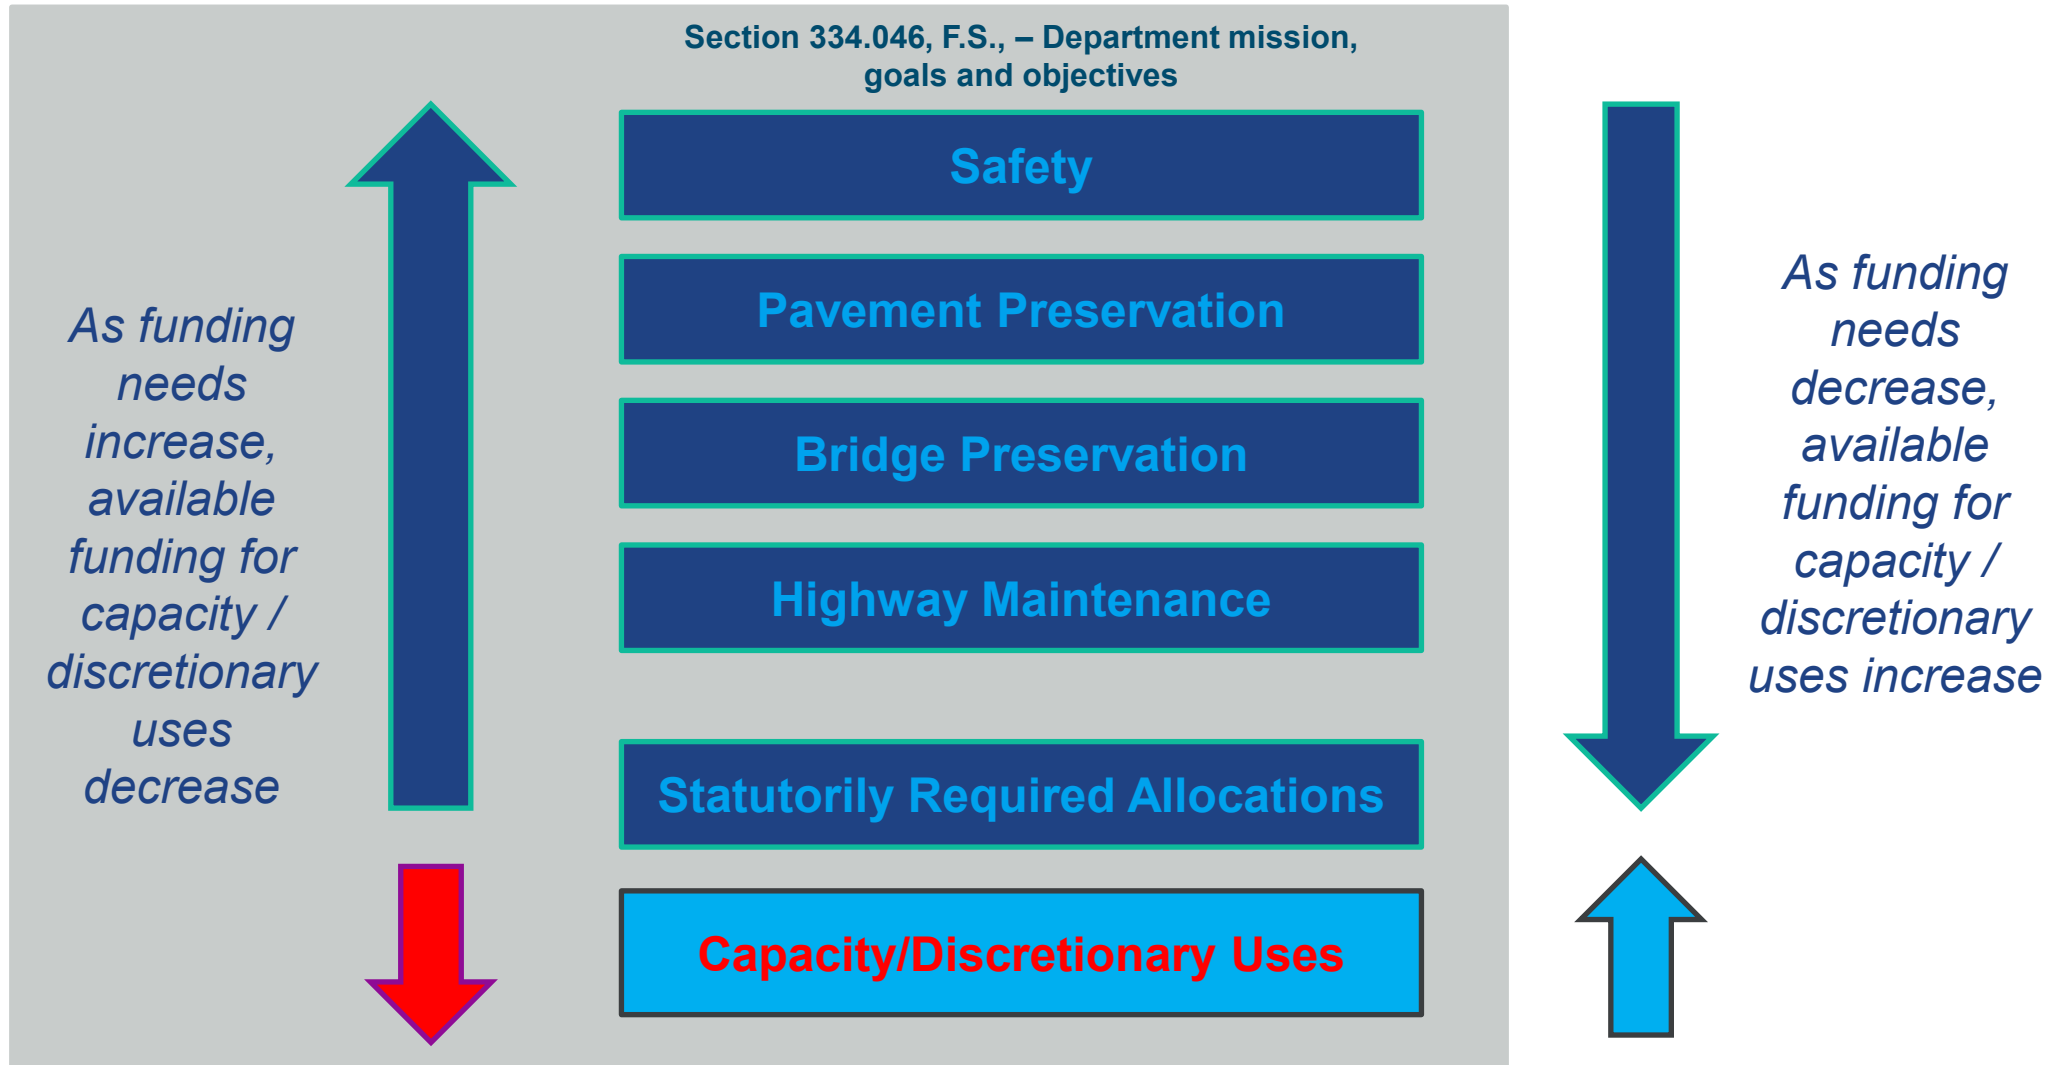 Section 334.046, F.S., – Department mission,
goals and objectives
As funding
needs
increase,
available
funding for
capacity /
discretionary
uses
decrease
Safety
Pavement Preservation
Bridge Preservation
Highway Maintenance
Statutorily Required Allocations
Capacity/Discretionary Uses
As funding
needs
decrease,
available
funding for
capacity /
discretionary
uses increase